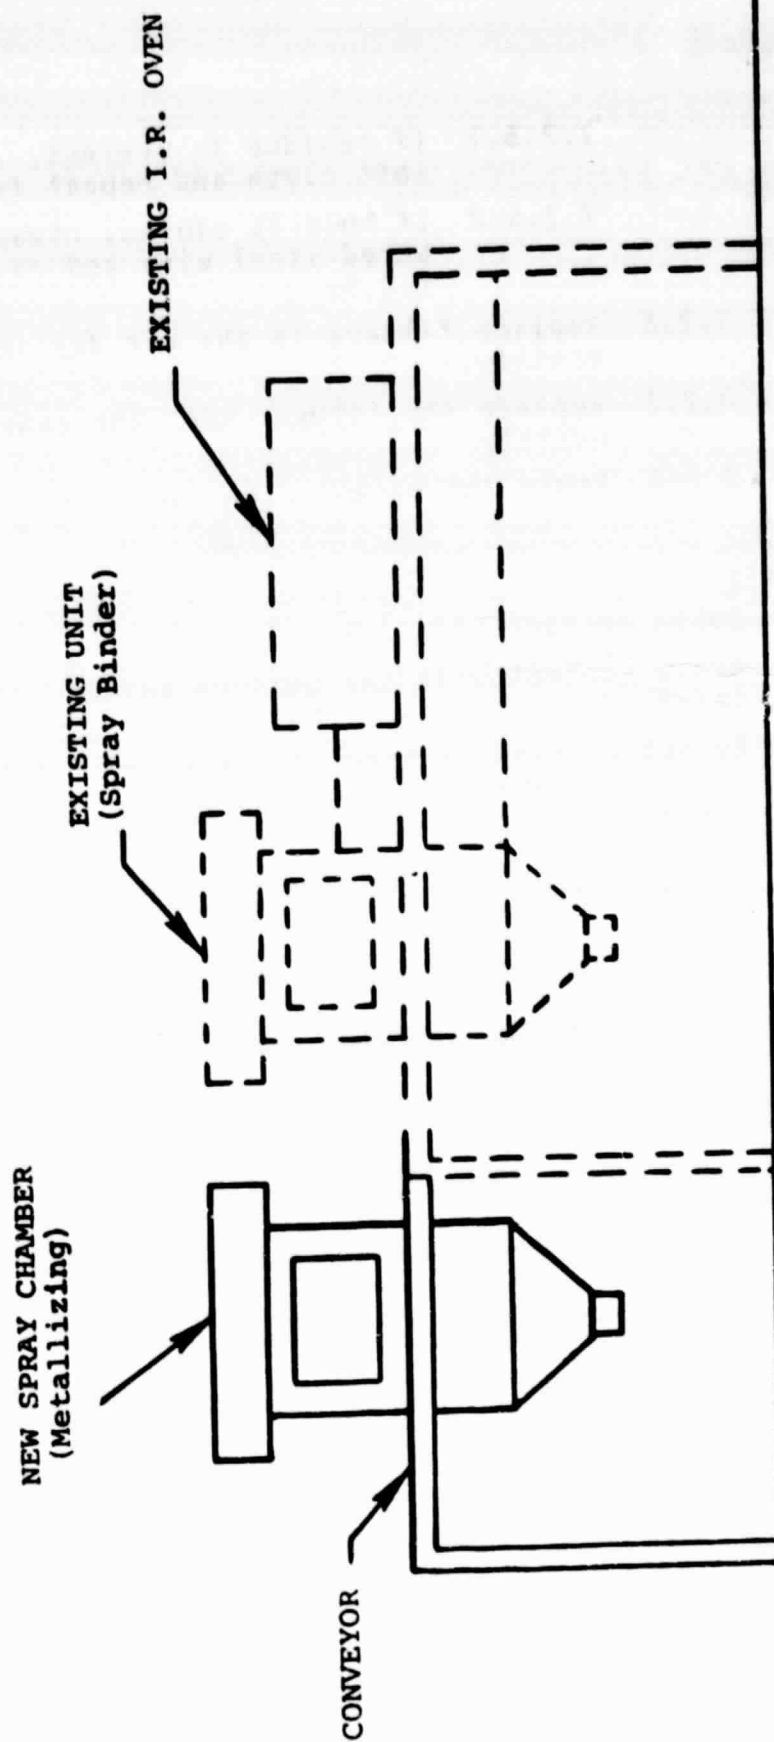 NEW SPRAY CHAMBER
(Metallizing)
EXISTING UNIT
(Spray Binder)
EXISTING I.R. OVEN
CONVEYOR